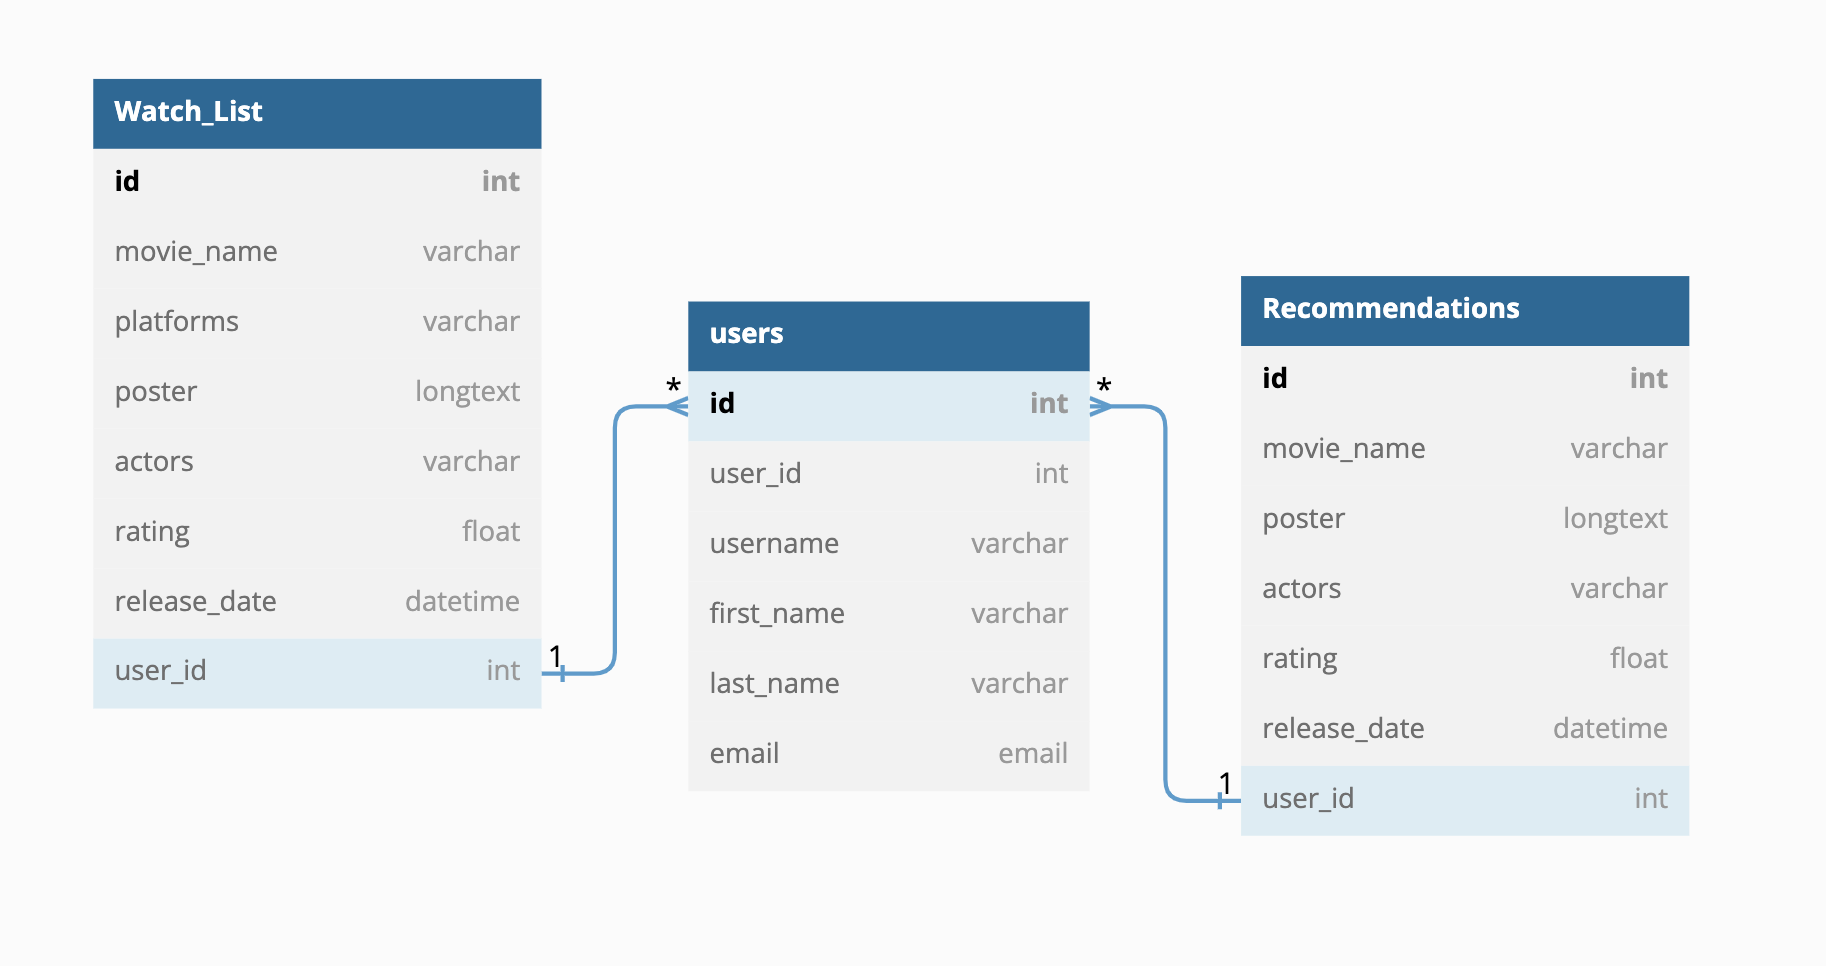 Watch_List
id int
movie_name varchar
platforms varchar
poster longtext
actors varchar
rating float
release_date datetime
user_id int
1
*
users
id int
user_id int
username varchar
first_name varchar
last_name varchar
email email
*
1
Recommendations
id int
movie_name varchar
poster longtext
actors varchar
rating float
release_date datetime
user_id int